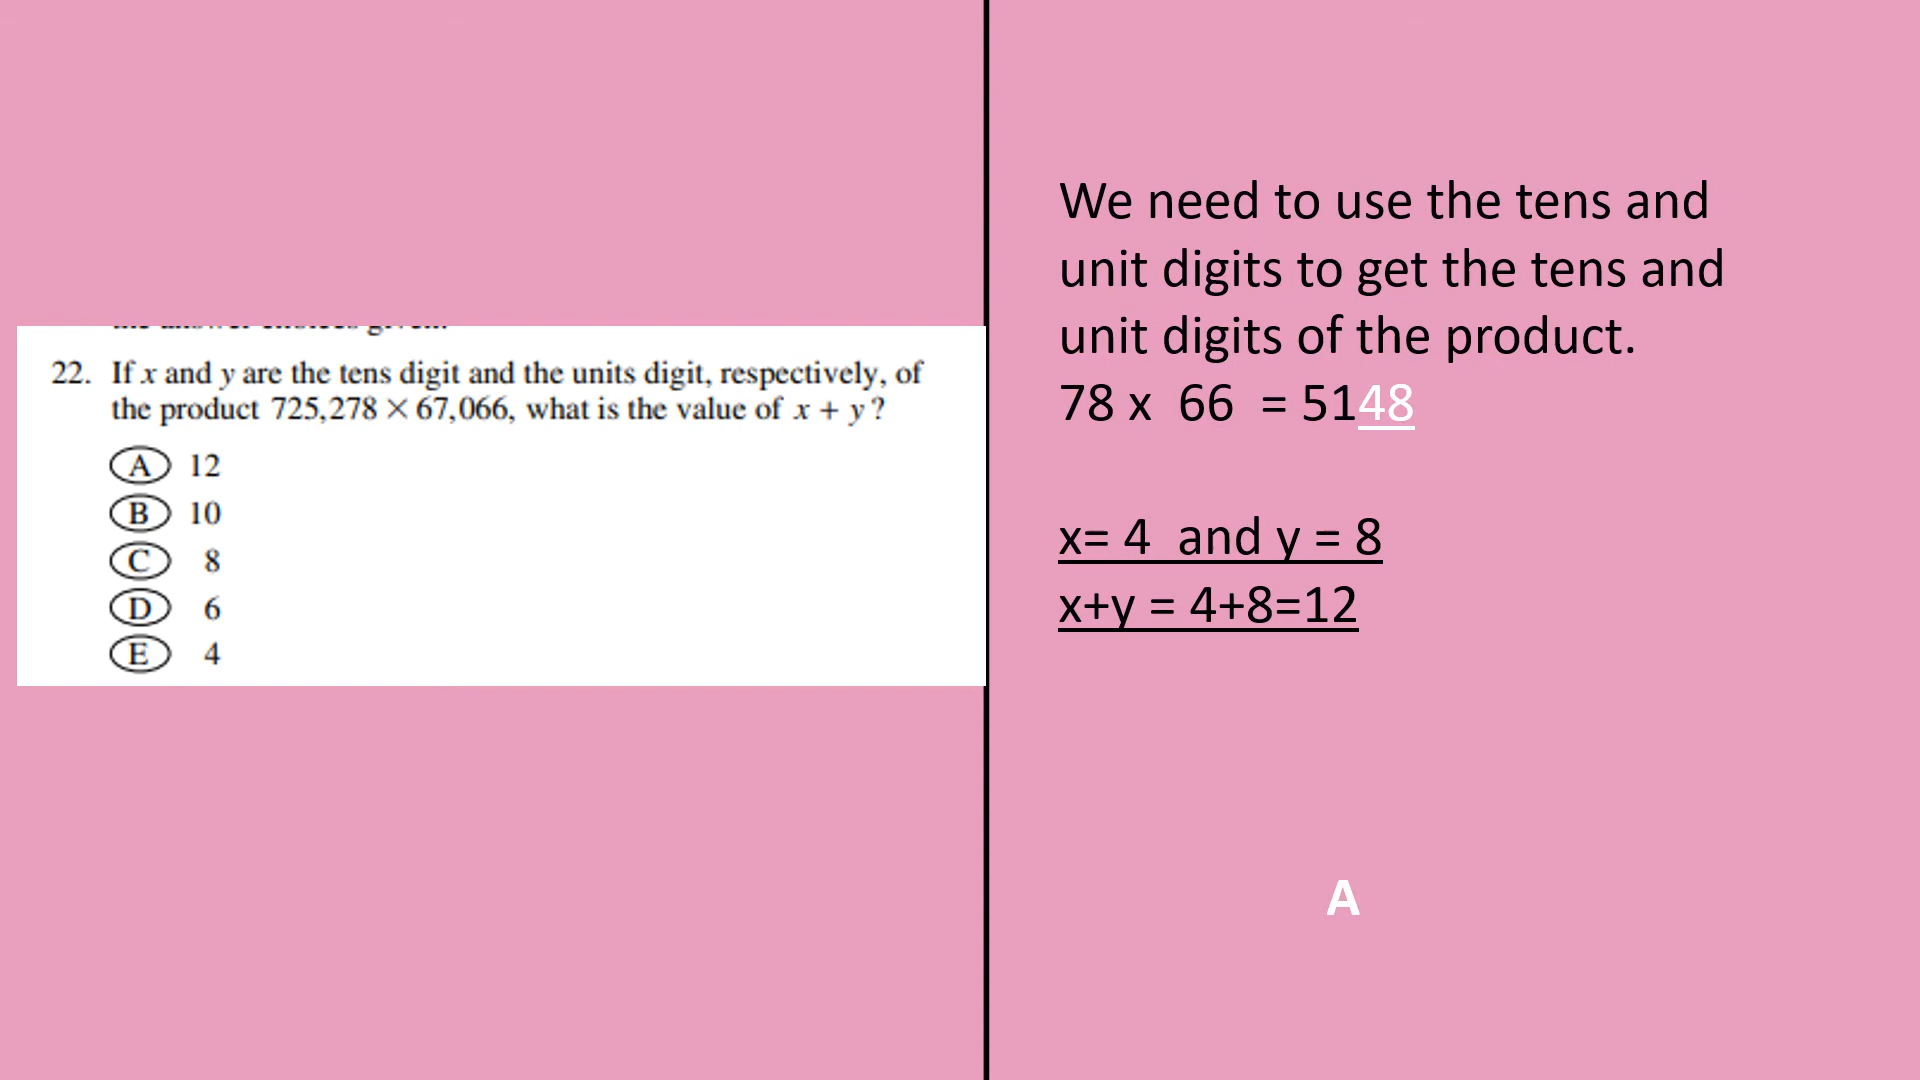 22. If x and y are the tens digit and the units digit, respectively, of
the product 725,278 × 67,066, what is the value of x + y?
A 12
B 10
C 8
D 6
E 4
We need to use the tens and
unit digits to get the tens and
unit digits of the product.
78 x 66 = 5148
x= 4 and y = 8
x+y = 4+8=12
A